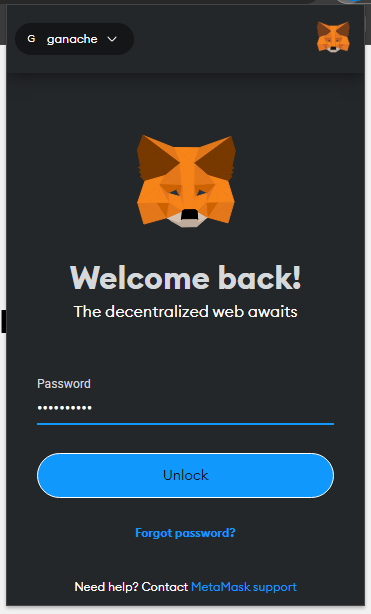 G ganache
Welcome back!
The decentralized web awaits
Password
••••••••••
Unlock
Forgot password?
Need help? Contact MetaMask support